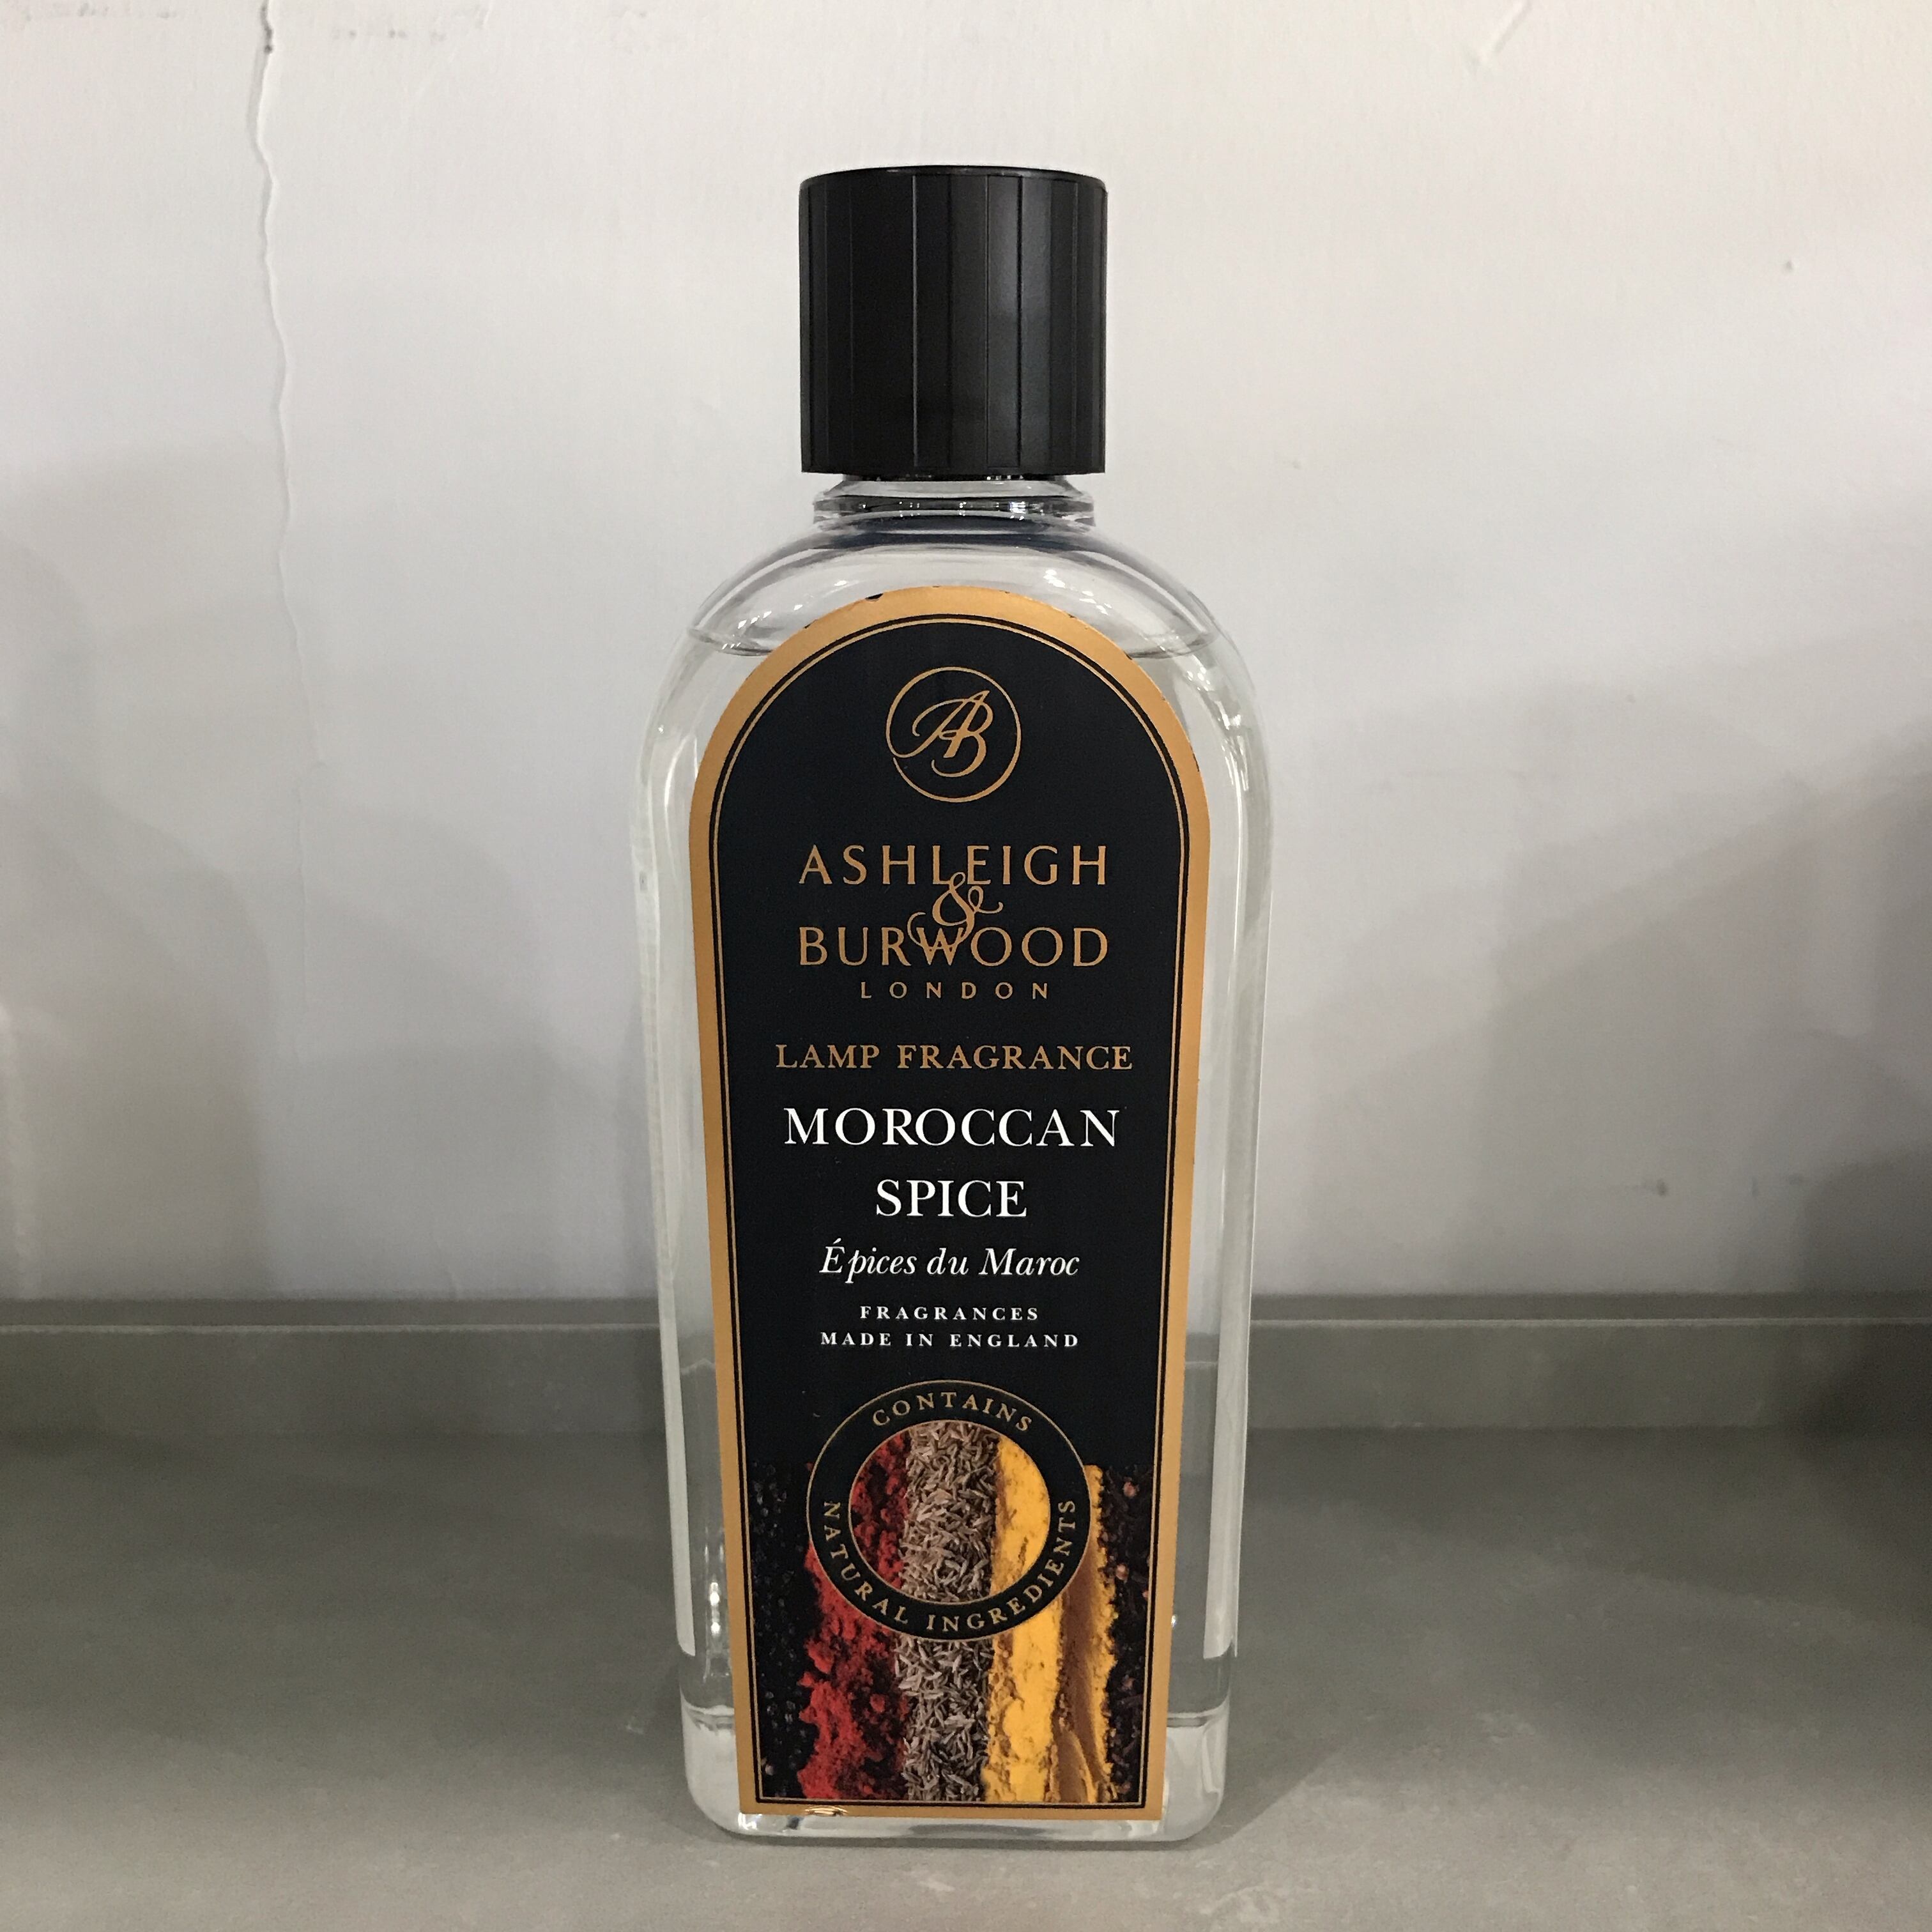 AB
ASHLEIGH
&
BURWOOD
LONDON
LAMP FRAGRANCE
MOROCCAN
SPICE
Épices du Maroc
FRAGRANCES
MADE IN ENGLAND
CONTAINS
NATURAL INGREDIENTS